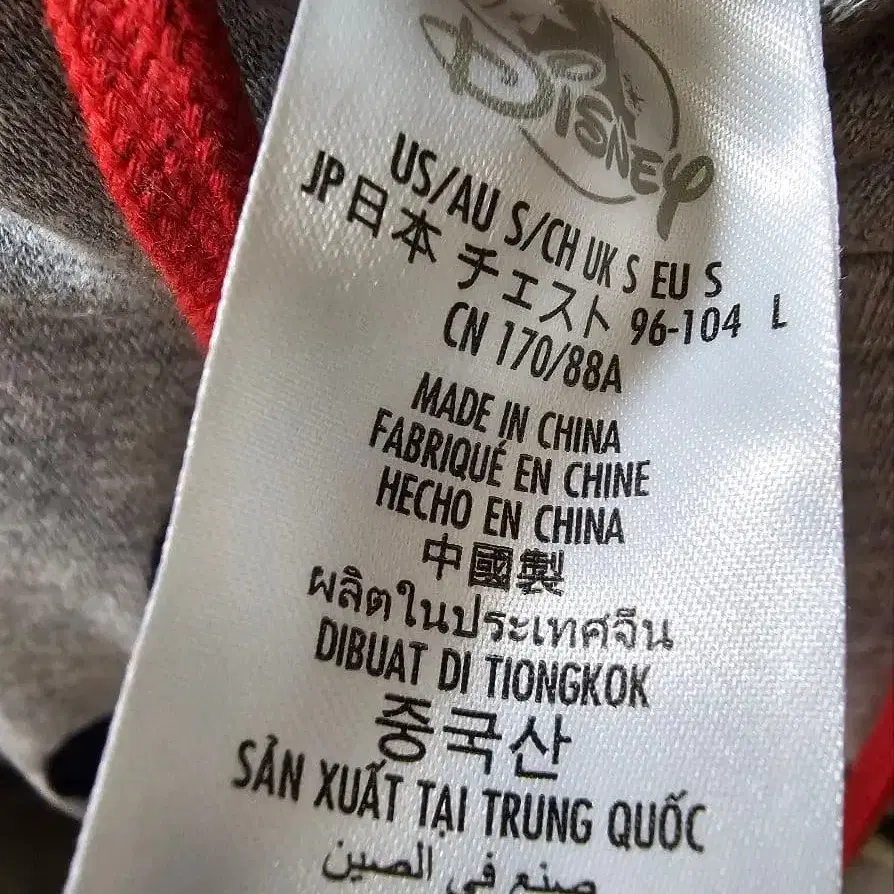 Disney
US/AU S/CH UK S EU S
JP 日本 チェスト 96-104 L
CN 170/88A
MADE IN CHINA
FABRIQUÉ EN CHINE
HECHO EN CHINA
中國製
ผลิตในประเทศจีน
DIBUAT DI TIONGKOK
중국산
SẢN XUẤT TẠI TRUNG QUỐC
صنع في الصين